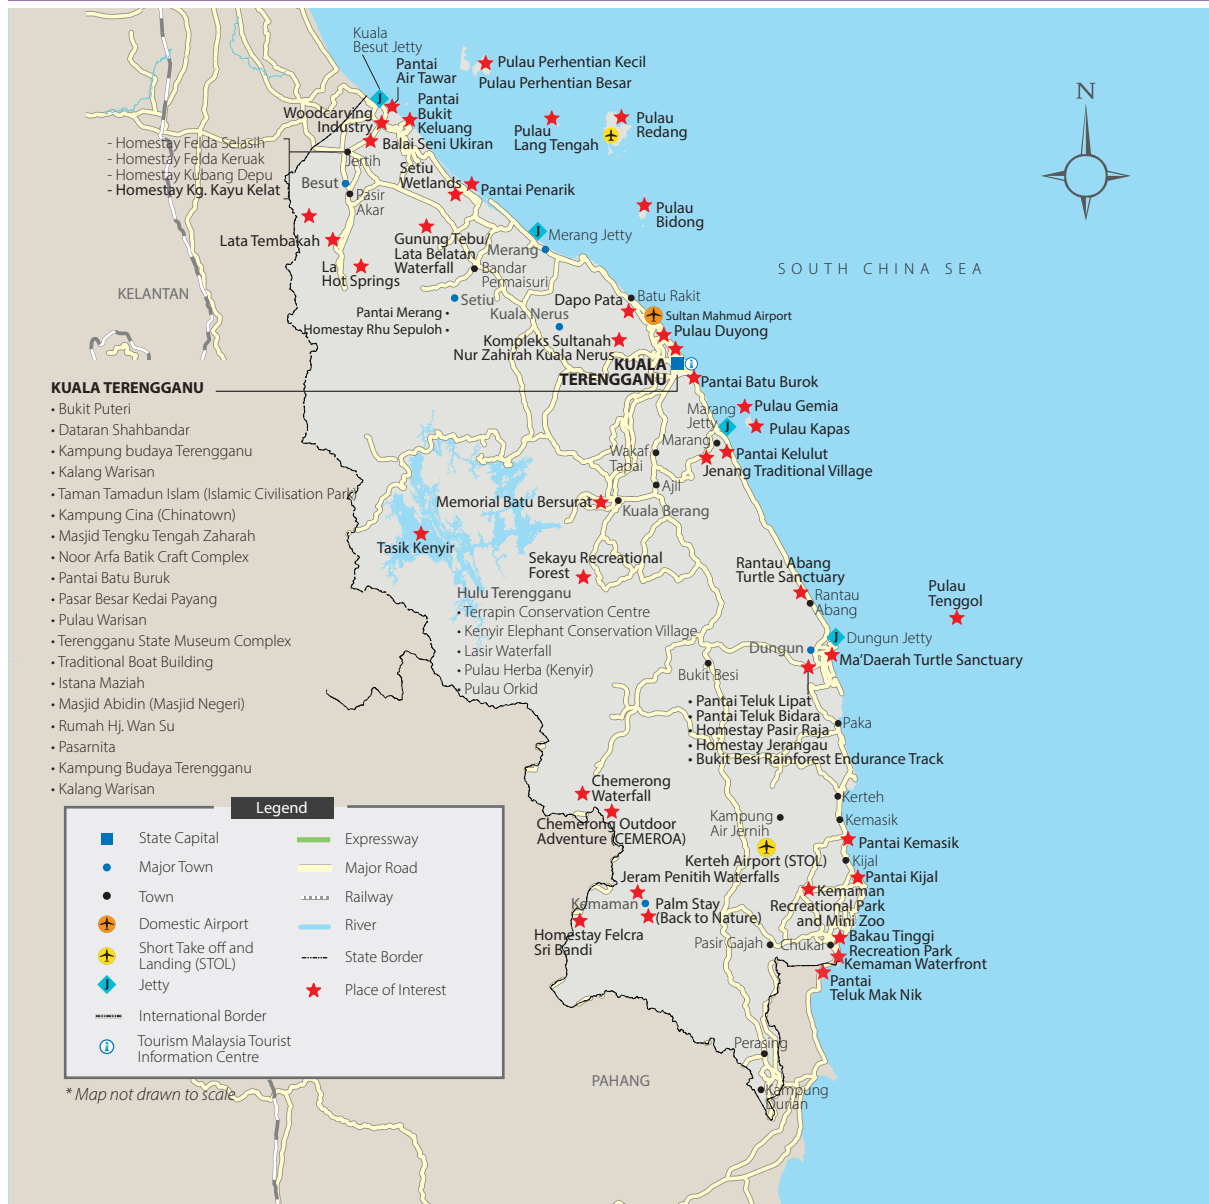 Kuala
Besut Jetty
Pantai
Air Tawar
Pulau Perhentian Kecil
Pulau Perhentian Besar
Pantai
Bukit
Keluang
Woodcarving
Industry
Balai Seni Ukiran
Pulau
Lang Tengah
Pulau
Redang
N
- Homestay Felda Selasih
- Homestay Felda Keruak
- Homestay Kubang Depu
- Homestay Kg. Kayu Kelat
Jertih
Besut
Pasir
Akar
Setiu
Wetlands
Pantai Penarik
Pulau
Bidong
Lata Tembakah
Gunung Tebu/
Lata Belatan
Waterfall
La
Hot Springs
Merang Jetty
Merang
Bandar
Permaisuri
SOUTH CHINA SEA
KELANTAN
Setiu
Pantai Merang •
Homestay Rhu Sepuloh •
Kuala Nerus
Dapo Pata
Batu Rakit
Sultan Mahmud Airport
Pulau Duyong
Kompleks Sultanah
Nur Zahirah Kuala Nerus
KUALA
TERENGGANU
Pantai Batu Burok
KUALA TERENGGANU
• Bukit Puteri
• Dataran Shahbandar
• Kampung budaya Terengganu
• Kalang Warisan
• Taman Tamadun Islam (Islamic Civilisation Park)
• Kampung Cina (Chinatown)
• Masjid Tengku Tengah Zaharah
• Noor Arfa Batik Craft Complex
• Pantai Batu Buruk
• Pasar Besar Kedai Payang
• Pulau Warisan
• Terengganu State Museum Complex
• Traditional Boat Building
• Istana Maziah
• Masjid Abidin (Masjid Negeri)
• Rumah Hj. Wan Su
• Pasarnita
• Kampung Budaya Terengganu
• Kalang Warisan
Marang
Jetty
Pulau Gemia
Pulau Kapas
Marang
Pantai Kelulut
Jenang Traditional Village
Wakaf
Tapai
Ajil
Memorial Batu Bersurat
Kuala Berang
Tasik Kenyir
Sekayu Recreational
Forest
Hulu Terengganu
• Terrapin Conservation Centre
• Kenyir Elephant Conservation Village
• Lasir Waterfall
• Pulau Herba (Kenyir)
• Pulau Orkid
Rantau Abang
Turtle Sanctuary
Rantau
Abang
Pulau
Tenggol
Dungun Jetty
Dungun
Ma'Daerah Turtle Sanctuary
Bukit Besi
• Pantai Teluk Lipat
• Pantai Teluk Bidara
• Homestay Pasir Raja
• Homestay Jerangau
• Bukit Besi Rainforest Endurance Track
Paka
Chemerong
Waterfall
Chemerong Outdoor
Adventure (CEMEROA)
Kerteh
Kampung
Air Jernih
Kemasik
Pantai Kemasik
Kerteh Airport (STOL)
Kijal
Pantai Kijal
Jeram Penitih Waterfalls
Kemaman
Palm Stay
(Back to Nature)
Kemaman
Recreational Park
and Mini Zoo
Homestay Felcra
Sri Bandi
Pasir Gajah
Chukai
Bakau Tinggi
Recreation Park
Kemaman Waterfront
Pantai
Teluk Mak Nik
Perasing
Kampung
Durian
PAHANG
Legend
State Capital
Major Town
Town
Domestic Airport
Short Take off and
Landing (STOL)
J
Jetty
International Border
i
Tourism Malaysia Tourist
Information Centre
Expressway
Major Road
Railway
River
State Border
Place of Interest
* Map not drawn to scale